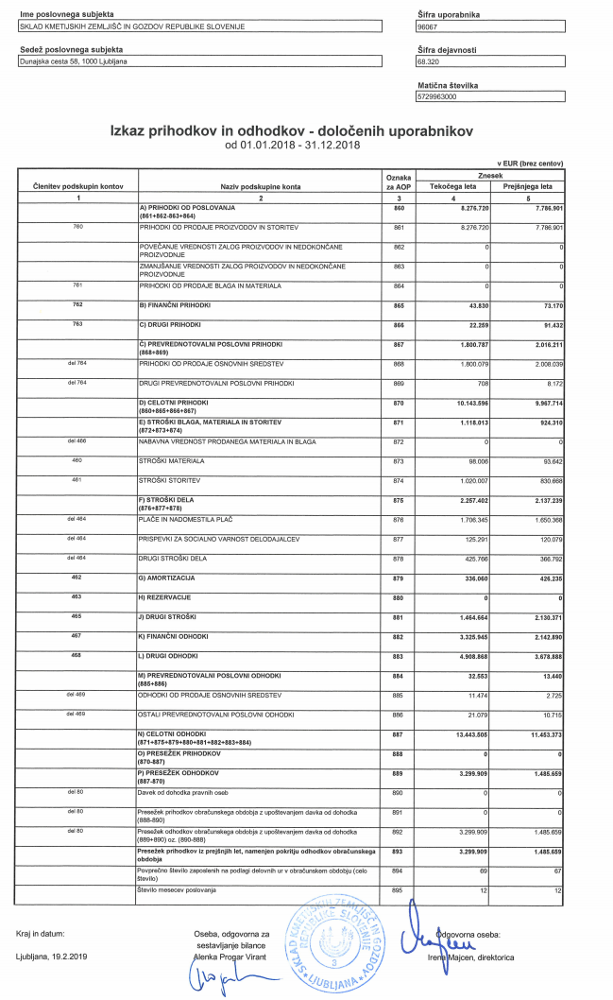 Ime poslovnega subjekta
SKLAD KMETIJSKIH ZEMLJIŠČ IN GOZDOV REPUBLIKE SLOVENIJE
Šifra uporabnika
96067
Sedež poslovnega subjekta
Dunajska cesta 58, 1000 Ljubljana
Šifra dejavnosti
68.320
Matična številka
5729963000
Izkaz prihodkov in odhodkov - določenih uporabnikov
od 01.01.2018 - 31.12.2018
v EUR (brez centov)
Členitev podskupin kontov Naziv podskupine konta Oznaka za AOP Znesek
Tekočega leta Prejšnjega leta
1 2 3 4 5
A) PRIHODKI OD POSLOVANJA 860 8.276.720 7.786.901
(861+862-863+864)
760 PRIHODKI OD PRODAJE PROIZVODOV IN STORITEV 861 8.276.720 7.786.901
POVEČANJE VREDNOSTI ZALOG PROIZVODOV IN NEDOKONČANE 862 0 0
PROIZVODNJE
ZMANJŠANJE VREDNOSTI ZALOG PROIZVODOV IN NEDOKONČANE 863 0 0
PROIZVODNJE
761 PRIHODKI OD PRODAJE BLAGA IN MATERIALA 864 0 0
762 B) FINANČNI PRIHODKI 865 43.830 73.170
763 C) DRUGI PRIHODKI 866 22.259 91.432
Č) PREVREDNOTOVALNI POSLOVNI PRIHODKI 867 1.800.787 2.016.211
(868+869)
del 764 PRIHODKI OD PRODAJE OSNOVNIH SREDSTEV 868 1.800.079 2.008.039
del 764 DRUGI PREVREDNOTOVALNI POSLOVNI PRIHODKI 869 708 8.172
D) CELOTNI PRIHODKI 870 10.143.596 9.967.714
(860+865+866+867)
E) STROŠKI BLAGA, MATERIALA IN STORITEV 871 1.118.013 924.310
(872+873+874)
del 466 NABAVNA VREDNOST PRODANEGA MATERIALA IN BLAGA 872 0 0
460 STROŠKI MATERIALA 873 98.006 93.642
461 STROŠKI STORITEV 874 1.020.007 830.668
F) STROŠKI DELA 875 2.257.402 2.137.239
(876+877+878)
del 464 PLAČE IN NADOMESTILA PLAČ 876 1.706.345 1.650.368
del 464 PRISPEVKI ZA SOCIALNO VARNOST DELODAJALCEV 877 125.291 120.079
del 464 DRUGI STROŠKI DELA 878 425.766 366.792
462 G) AMORTIZACIJA 879 336.060 426.235
463 H) REZERVACIJE 880 0 0
465 J) DRUGI STROŠKI 881 1.464.664 2.130.371
467 K) FINANČNI ODHODKI 882 3.325.945 2.142.890
468 L) DRUGI ODHODKI 883 4.908.868 3.678.888
M) PREVREDNOTOVALNI POSLOVNI ODHODKI 884 32.553 13.440
(885+886)
del 469 ODHODKI OD PRODAJE OSNOVNIH SREDSTEV 885 11.474 2.725
del 469 OSTALI PREVREDNOTOVALNI POSLOVNI ODHODKI 886 21.079 10.715
N) CELOTNI ODHODKI 887 13.443.505 11.453.373
(871+875+879+880+881+882+883+884)
O) PRESEŽEK PRIHODKOV 888 0 0
(870-887)
P) PRESEŽEK ODHODKOV 889 3.299.909 1.485.659
(887-870)
del 80 Davek od dohodka pravnih oseb 890 0 0
del 80 Presežek prihodkov obračunskega obdobja z upoštevanjem davka od dohodka 891 0 0
(888-890)
del 80 Presežek odhodkov obračunskega obdobja z upoštevanjem davka od dohodka 892 3.299.909 1.485.659
(889+890) oz. (890-888)
Presežek prihodkov iz prejšnjih let, namenjen pokritju odhodkov obračunskega 893 3.299.909 1.485.659
obdobja
Povprečno število zaposlenih na podlagi delovnih ur v obračunskem obdobju (celo 894 69 67
število)
Število mesecev poslovanja 895 12 12
Kraj in datum:
Ljubljana, 19.2.2019
Oseba, odgovorna za
sestavljanje bilance
Alenka Progar Virant
SKLAD KMETIJSKIH ZEMLJIŠČ IN GOZDOV
REPUBLIKE SLOVENIJE
3
LJUBLJANA
Odgovorna oseba:
Irena Majcen, direktorica